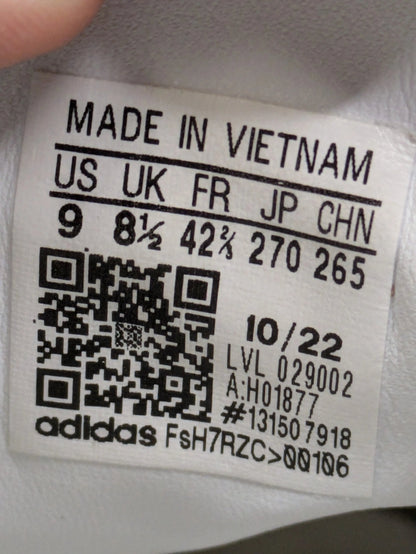 MADE IN VIETNAM
US UK FR JP CHN
9 8½ 42⅔ 270 265
10/22
LVL 029002
A:H01877
#131507918
adidas FsH7RZC>00106